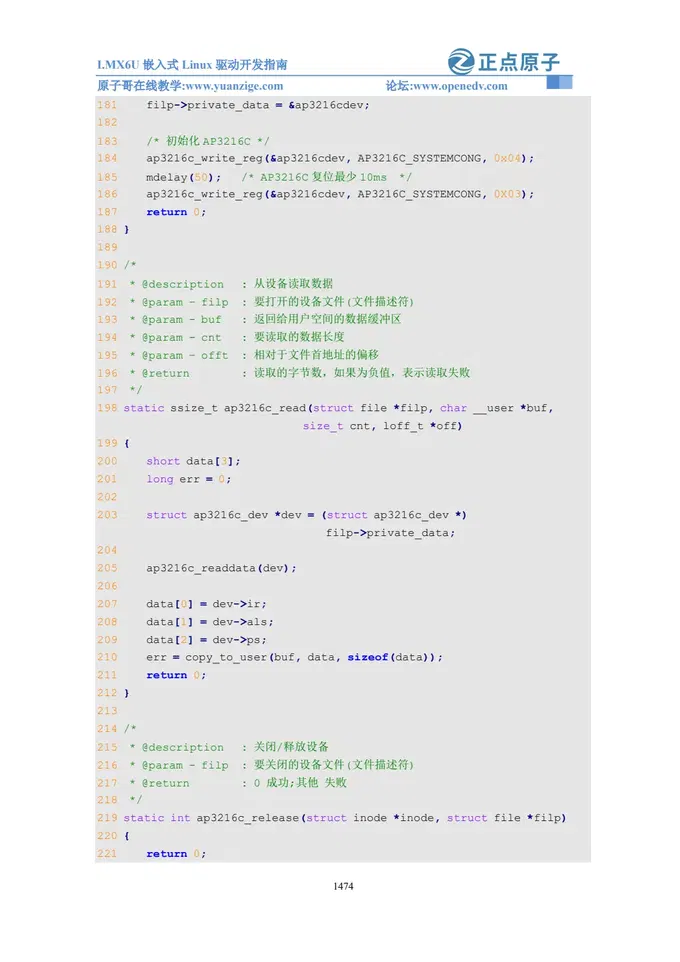 I.MX6U 嵌入式 Linux 驱动开发指南
正点原子
原子哥在线教学:www.yuanzige.com 论坛:www.openedv.com
181 filp->private_data = &ap3216cdev;
182
183 /* 初始化 AP3216C */
184 ap3216c_write_reg(&ap3216cdev, AP3216C_SYSTEMCONG, 0x04);
185 mdelay(50); /* AP3216C 复位最少 10ms */
186 ap3216c_write_reg(&ap3216cdev, AP3216C_SYSTEMCONG, 0X03);
187 return 0;
188 }
189
190 /*
191 * @description : 从设备读取数据
192 * @param - filp : 要打开的设备文件(文件描述符)
193 * @param - buf : 返回给用户空间的数据缓冲区
194 * @param - cnt : 要读取的数据长度
195 * @param - offt : 相对于文件首地址的偏移
196 * @return : 读取的字节数，如果为负值，表示读取失败
197 */
198 static ssize_t ap3216c_read(struct file *filp, char __user *buf,
size_t cnt, loff_t *off)
199 {
200 short data[3];
201 long err = 0;
202
203 struct ap3216c_dev *dev = (struct ap3216c_dev *)
filp->private_data;
204
205 ap3216c_readdata(dev);
206
207 data[0] = dev->ir;
208 data[1] = dev->als;
209 data[2] = dev->ps;
210 err = copy_to_user(buf, data, sizeof(data));
211 return 0;
212 }
213
214 /*
215 * @description : 关闭/释放设备
216 * @param - filp : 要关闭的设备文件(文件描述符)
217 * @return : 0 成功;其他 失败
218 */
219 static int ap3216c_release(struct inode *inode, struct file *filp)
220 {
221 return 0;
1474